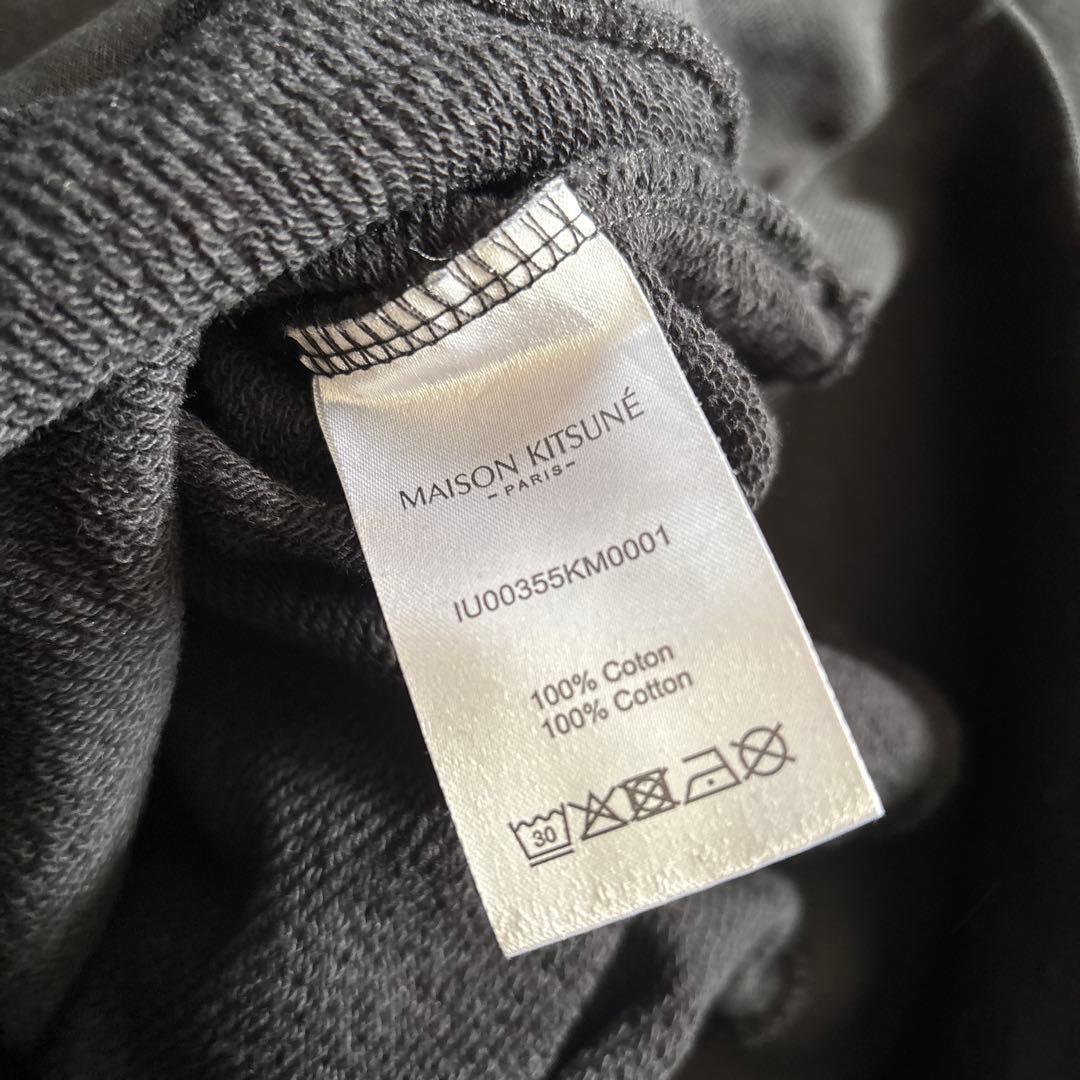 MAISON KITSUNÉ
-PARIS-
IU00355KM0001
100% Coton
100% Cotton
30